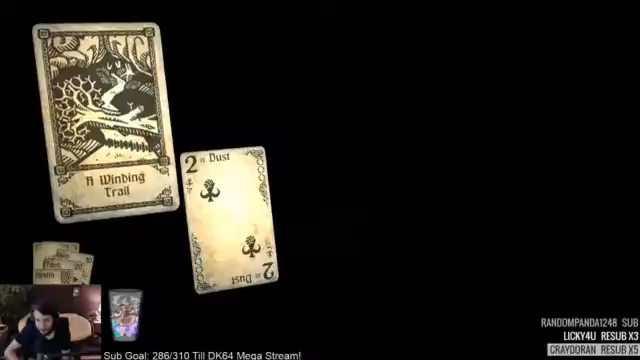 A Winding
Trail
2 of Dust
2 of Dust
Health
RANDOMPANDA1248 SUB
LICKY4U RESUB X3
CRAYDORAN RESUB X5
Sub Goal: 286/310 Till DK64 Mega Stream!